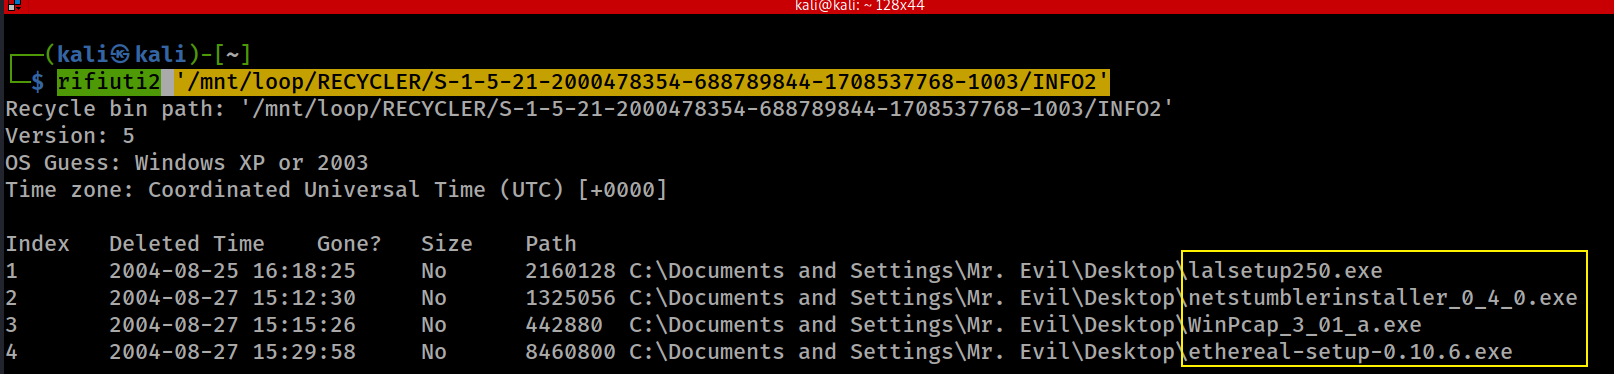 kali@kali: ~ 128x44
┌──(kali㉿kali)-[~]
└─$ rifiuti2 '/mnt/loop/RECYCLER/S-1-5-21-2000478354-688789844-1708537768-1003/INFO2'
Recycle bin path: '/mnt/loop/RECYCLER/S-1-5-21-2000478354-688789844-1708537768-1003/INFO2'
Version: 5
OS Guess: Windows XP or 2003
Time zone: Coordinated Universal Time (UTC) [+0000]
Index   Deleted Time    Gone?   Size    Path
1       2004-08-25 16:18:25     No      2160128 C:\Documents and Settings\Mr. Evil\Desktop\lalsetup250.exe
2       2004-08-27 15:12:30     No      1325056 C:\Documents and Settings\Mr. Evil\Desktop\netstumblerinstaller_0_4_0.exe
3       2004-08-27 15:15:26     No      442880  C:\Documents and Settings\Mr. Evil\Desktop\WinPcap_3_01_a.exe
4       2004-08-27 15:29:58     No      8460800 C:\Documents and Settings\Mr. Evil\Desktop\ethereal-setup-0.10.6.exe